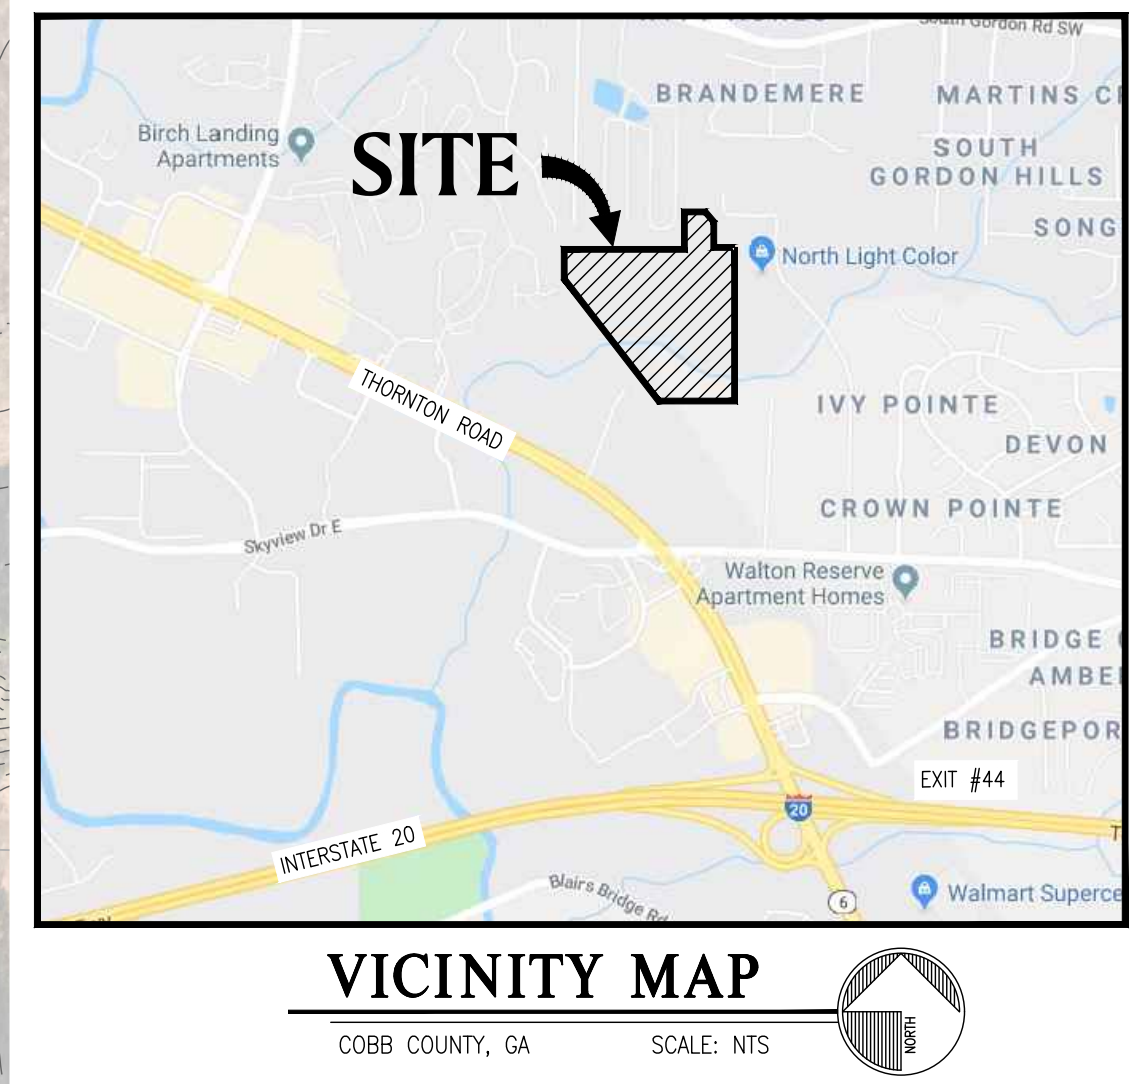 South Gordon Rd SW
BRANDEMERE
MARTINS
Birch Landing
Apartments
SITE
SOUTH
GORDON HILLS
SONG
North Light Color
THORNTON ROAD
IVY POINTE
DEVON
CROWN POINTE
Skyview Dr E
Walton Reserve
Apartment Homes
BRIDGE
AMBE
BRIDGEPOR
EXIT #44
20
INTERSTATE 20
T
Blairs Bridge Rd
6
Walmart Superce
VICINITY MAP
COBB COUNTY, GA
SCALE: NTS
NORTH